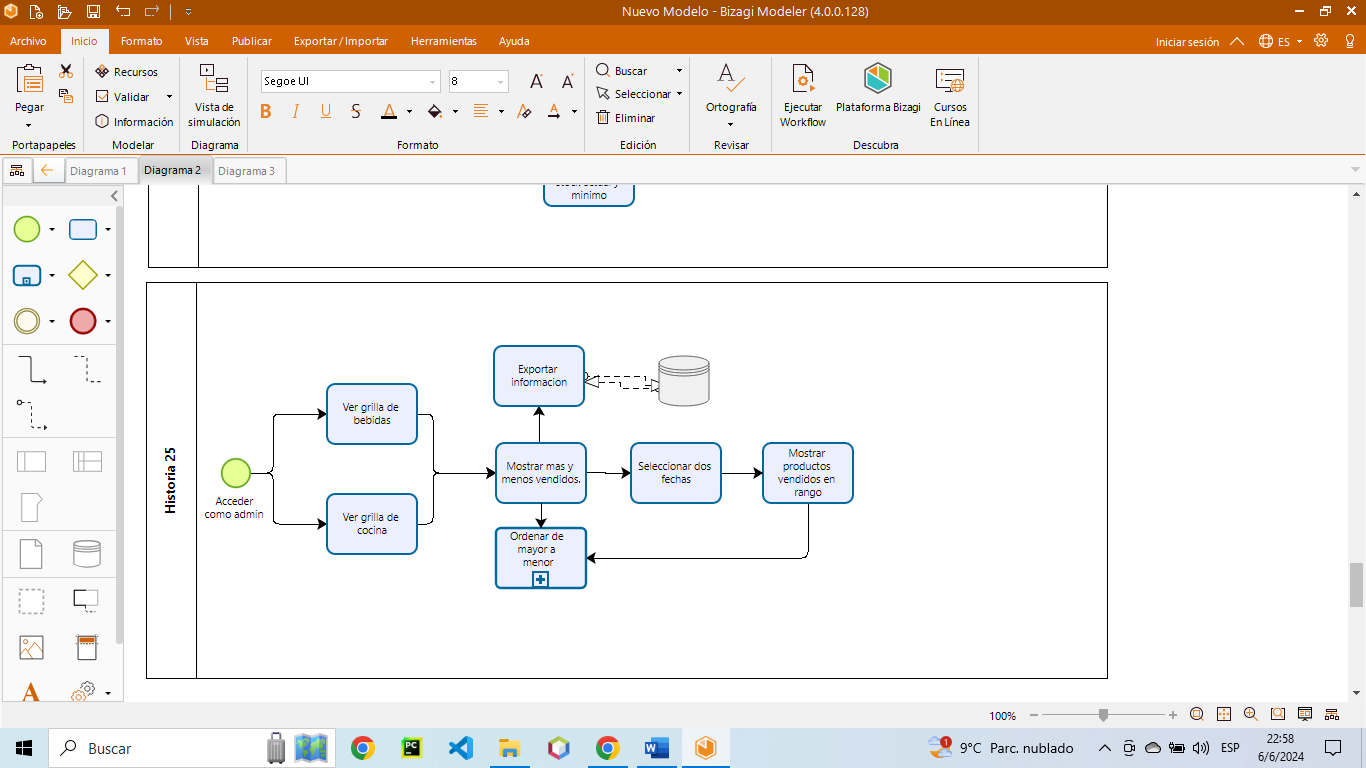 Nuevo Modelo - Bizagi Modeler (4.0.0.128)
Archivo
Inicio
Formato
Vista
Publicar
Exportar / Importar
Herramientas
Ayuda
Iniciar sesión
ES
Pegar
Portapapeles
Recursos
Validar
Información
Modelar
Vista de
simulación
Diagrama
Segoe UI
8
B I U S A
Formato
Buscar
Seleccionar
Eliminar
Edición
Ortografía
Revisar
Ejecutar
Workflow
Plataforma Bizagi
Cursos
En Línea
Descubra
Diagrama 1
Diagrama 2
Diagrama 3
minimo
Historia 25
Acceder
como admin
Ver grilla de
bebidas
Ver grilla de
cocina
Exportar
informacion
Mostrar mas y
menos vendidos.
Seleccionar dos
fechas
Mostrar
productos
vendidos en
rango
Ordenar de
mayor a
menor
100%
Buscar
PC
1
9°C Parc. nublado
ESP
22:58
6/6/2024